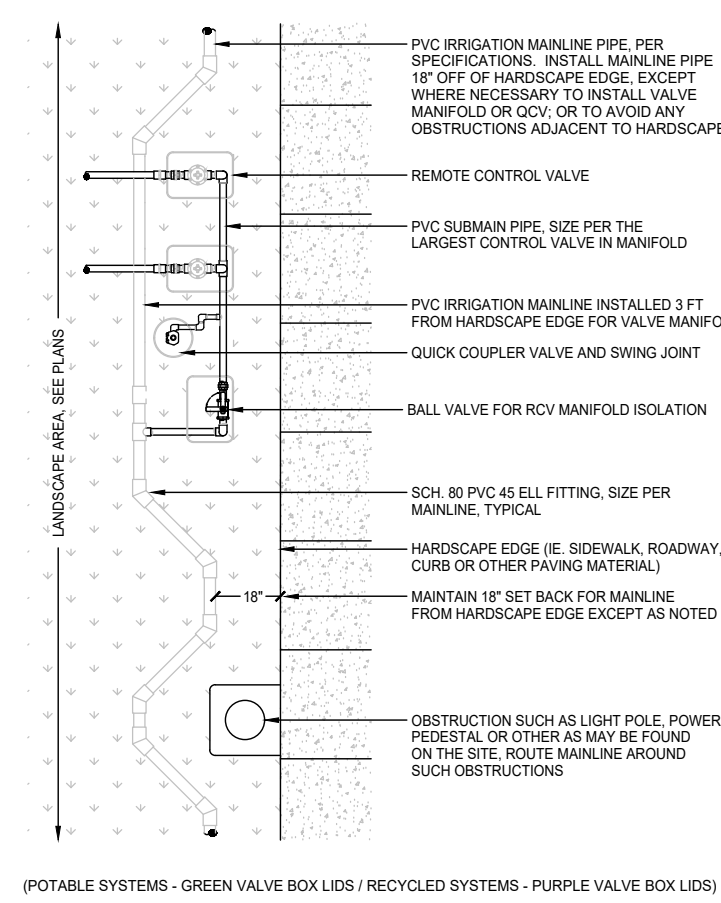 PVC IRRIGATION MAINLINE PIPE, PER
SPECIFICATIONS. INSTALL MAINLINE PIPE
18" OFF OF HARDSCAPE EDGE, EXCEPT
WHERE NECESSARY TO INSTALL VALVE
MANIFOLD OR QCV; OR TO AVOID ANY
OBSTRUCTIONS ADJACENT TO HARDSCAPE
REMOTE CONTROL VALVE
PVC SUBMAIN PIPE, SIZE PER THE
LARGEST CONTROL VALVE IN MANIFOLD
PVC IRRIGATION MAINLINE INSTALLED 3 FT
FROM HARDSCAPE EDGE FOR VALVE MANIFO
QUICK COUPLER VALVE AND SWING JOINT
LANDSCAPE AREA, SEE PLANS
BALL VALVE FOR RCV MANIFOLD ISOLATION
SCH. 80 PVC 45 ELL FITTING, SIZE PER
MAINLINE, TYPICAL
HARDSCAPE EDGE (IE. SIDEWALK, ROADWAY,
CURB OR OTHER PAVING MATERIAL)
18"
MAINTAIN 18" SET BACK FOR MAINLINE
FROM HARDSCAPE EDGE EXCEPT AS NOTED
OBSTRUCTION SUCH AS LIGHT POLE, POWER
PEDESTAL OR OTHER AS MAY BE FOUND
ON THE SITE, ROUTE MAINLINE AROUND
SUCH OBSTRUCTIONS
(POTABLE SYSTEMS - GREEN VALVE BOX LIDS / RECYCLED SYSTEMS - PURPLE VALVE BOX LIDS)